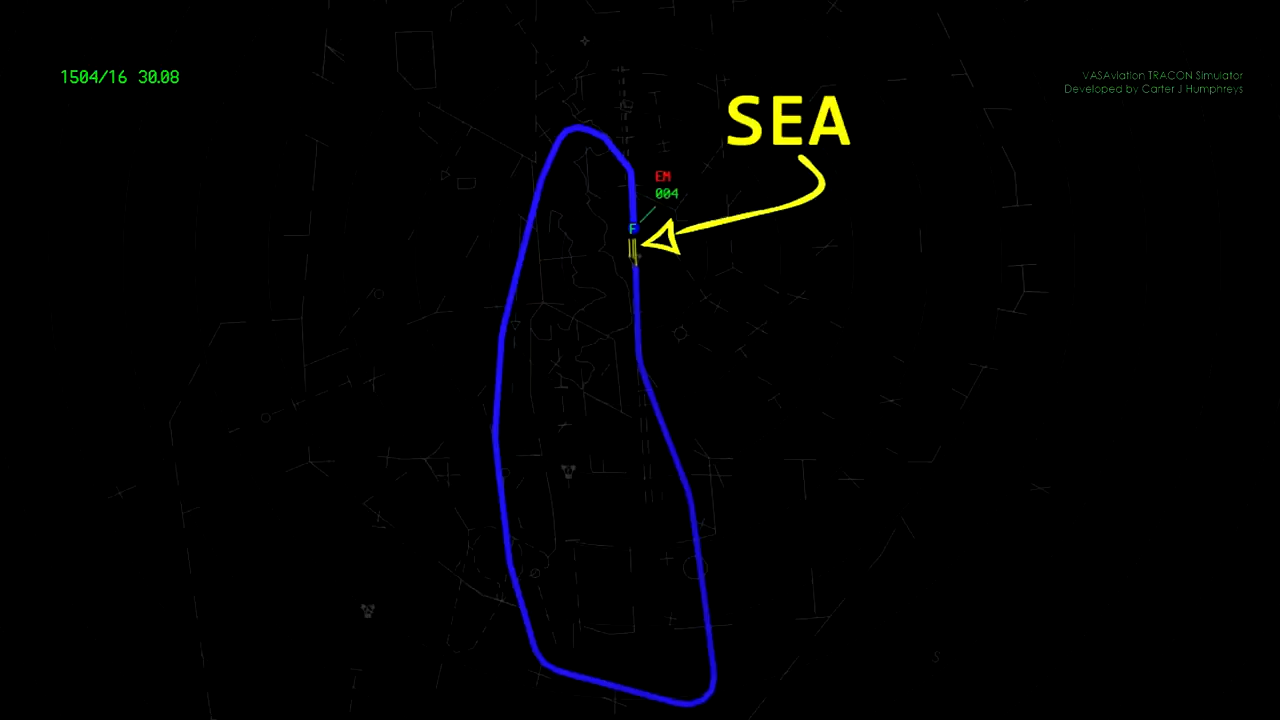 1504/16 30.08
VASAviation TRACON Simulator
Developed by Carter J Humphreys
SEA
EM
004
F
S